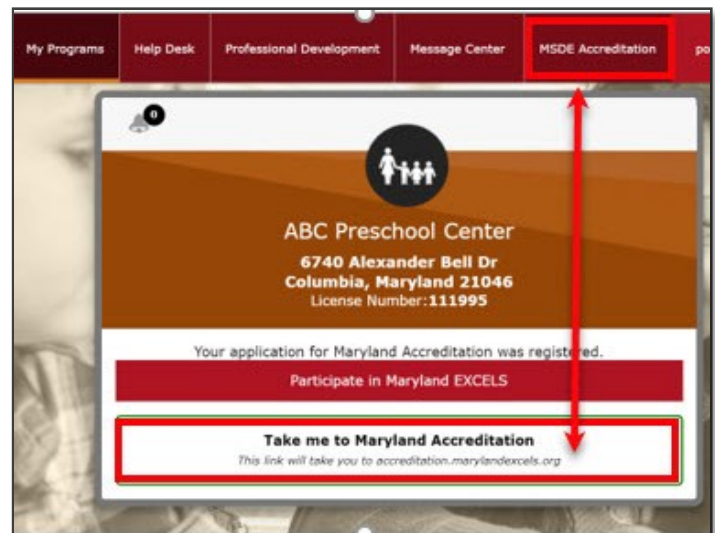 My Programs
Help Desk
Professional Development
Message Center
MSDE Accreditation
0
ABC Preschool Center
6740 Alexander Bell Dr
Columbia, Maryland 21046
License Number:111995
Your application for Maryland Accreditation was registered.
Participate in Maryland EXCELS
Take me to Maryland Accreditation
This link will take you to accreditation.marylandexcels.org